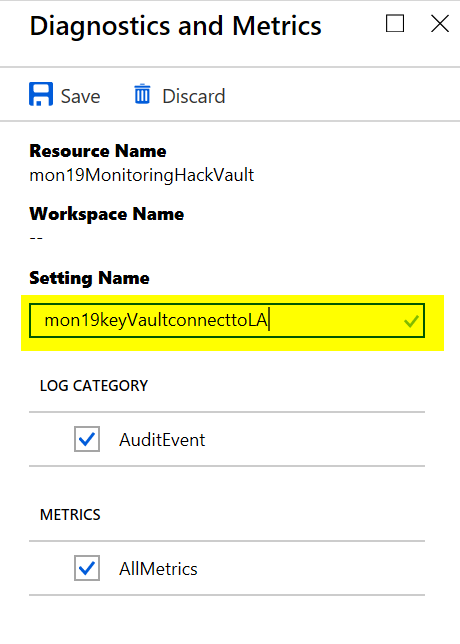 Diagnostics and Metrics
Save Discard
Resource Name
mon19MonitoringHackVault
Workspace Name
--
Setting Name
mon19keyVaultconnecttoLA
LOG CATEGORY
AuditEvent
METRICS
AllMetrics